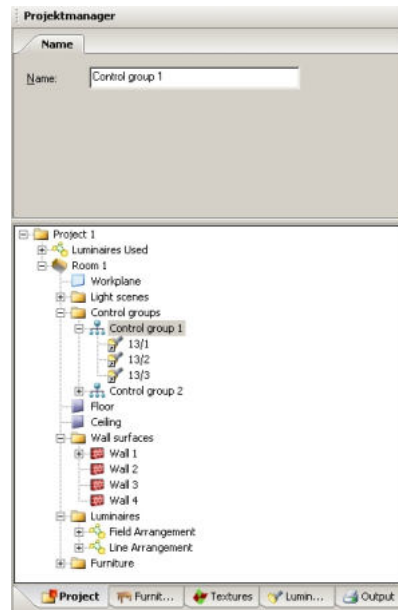 Projektmanager
Name
Name: Control group 1
Project 1
Luminaires Used
Room 1
Workplane
Light scenes
Control groups
Control group 1
13/1
13/2
13/3
Control group 2
Floor
Ceiling
Wall surfaces
Wall 1
Wall 2
Wall 3
Wall 4
Luminaires
Field Arrangement
Line Arrangement
Furniture
Project Furnit... Textures Lumin... Output